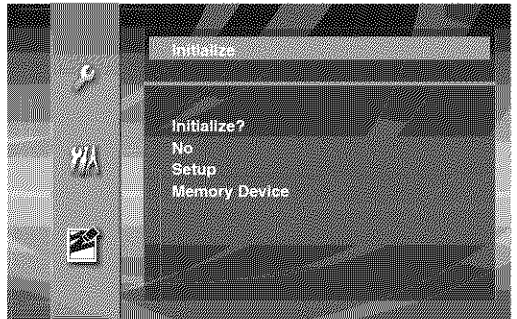 Initialize
Initialize?
No
Setup
Memory Device